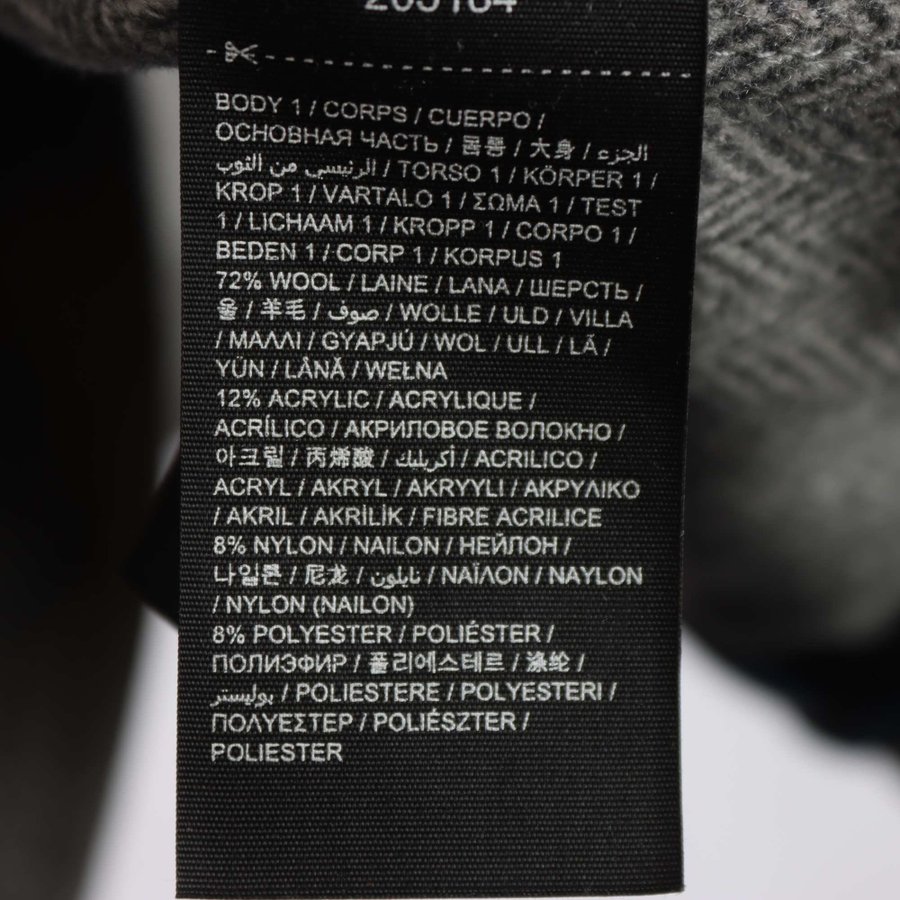 BODY 1 / CORPS / CUERPO /
ОСНОВНАЯ ЧАСТЬ / 몸통 / 大身 / الجزء
الرئيسي من الثوب / TORSO 1 / KÖRPER 1 /
KROP 1 / VARTALO 1 / ΣΩΜΑ 1 / TEST
1 / LICHAAM 1 / KROPP 1 / CORPO 1 /
BEDEN 1 / CORP 1 / KORPUS 1
72% WOOL / LAINE / LANA / ШЕРСТЬ /
울 / 羊毛 / صوف / WOLLE / ULD / VILLA
/ ΜΑΛΛΙ / GYAPJÚ / WOL / ULL / LÃ /
YÜN / LÂNĂ / WEŁNA
12% ACRYLIC / ACRYLIQUE /
ACRÍLICO / АКРИЛОВОЕ ВОЛОКНО /
아크릴 / 丙烯酸 / أكريليك / ACRILICO /
ACRYL / AKRYL / AKRYYLI / ΑΚΡΥΛΙΚΟ
/ AKRIL / AKRİLİK / FIBRE ACRILICE
8% NYLON / NAILON / НЕЙЛОН /
나일론 / 尼龙 / نايلون / ΝΑΪΛΟΝ / NAYLON
/ NYLON (NAILON)
8% POLYESTER / POLIÉSTER /
ПОЛИЭФИР / 폴리에스테르 / 涤纶 /
بوليستر / POLIESTERE / POLYESTERI /
ΠΟΛΥΕΣΤΕΡ / POLIÉSZTER /
POLIESTER